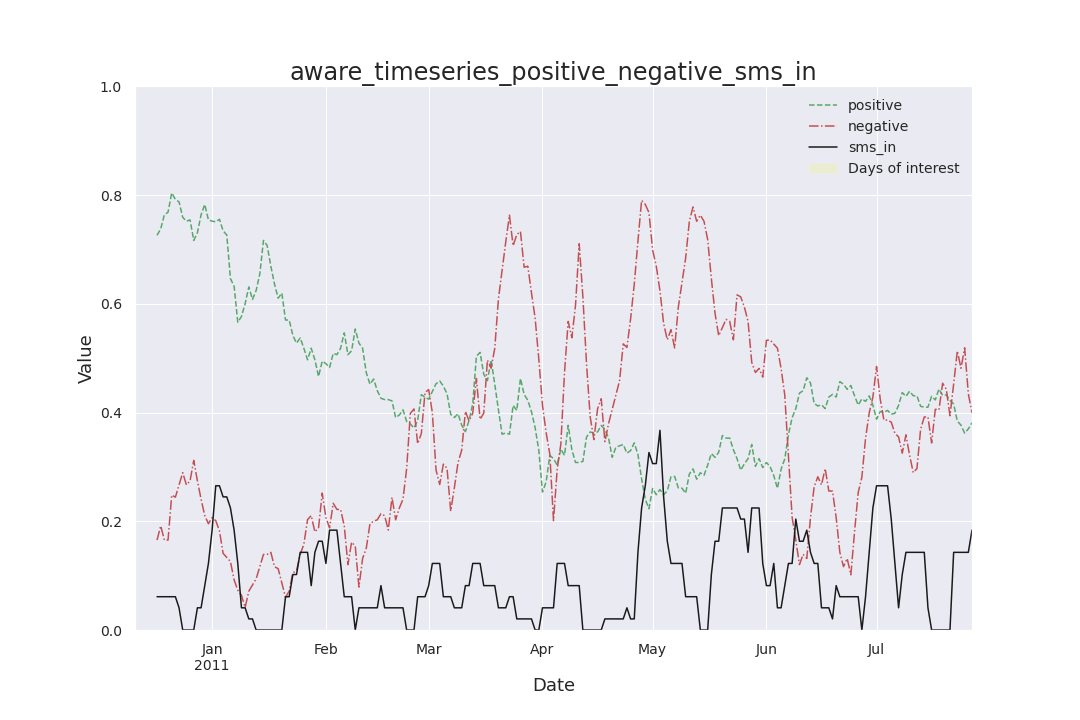 aware_timeseries_positive_negative_sms_in
1.0
0.8
0.6
0.4
0.2
0.0
Value
positive
negative
sms_in
Days of interest
Jan
2011
Feb
Mar
Apr
May
Jun
Jul
Date